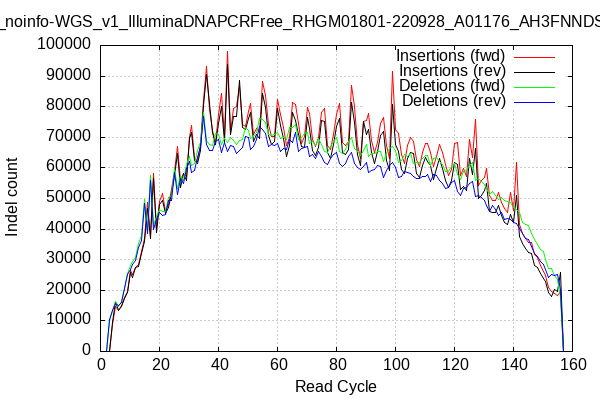 _noinfo-WGS_v1_IlluminaDNAPCRFree_RHGM01801-220928_A01176_AH3FNNDS
Insertions (fwd)
Insertions (rev)
Deletions (fwd)
Deletions (rev)
100000
90000
80000
70000
60000
50000
40000
30000
20000
10000
0
Indel count
0 20 40 60 80 100 120 140 160
Read Cycle